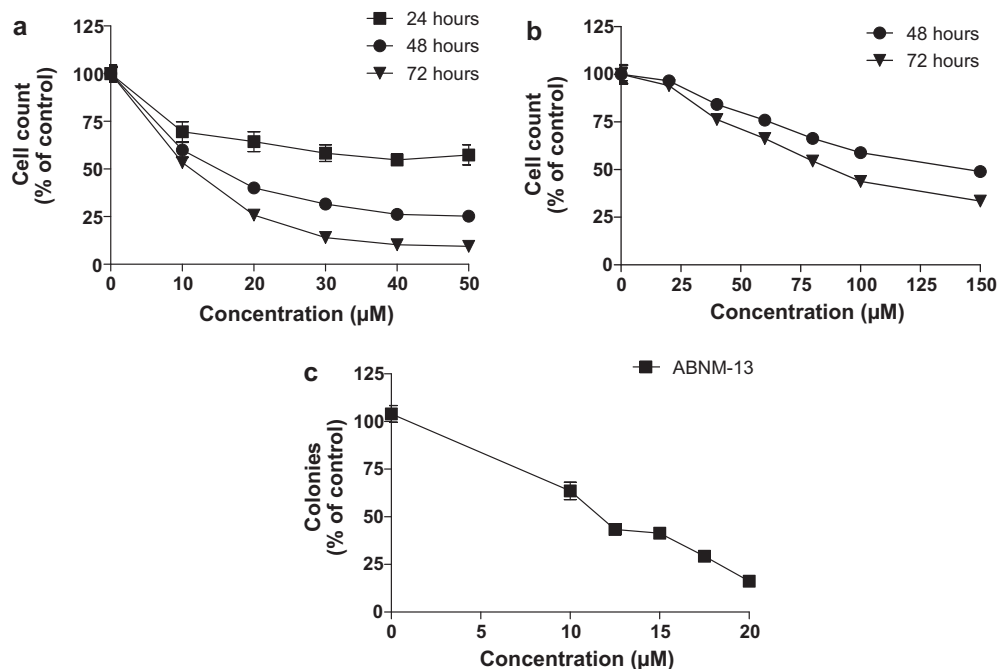 a
24 hours
48 hours
72 hours
Cell count
(% of control)
125
100
75
50
25
0
0 10 20 30 40 50
Concentration (µM)
b
48 hours
72 hours
Cell count
(% of control)
125
100
75
50
25
0
0 25 50 75 100 125 150
Concentration (µM)
c
ABNM-13
Colonies
(% of control)
125
100
75
50
25
0
0 5 10 15 20
Concentration (µM)